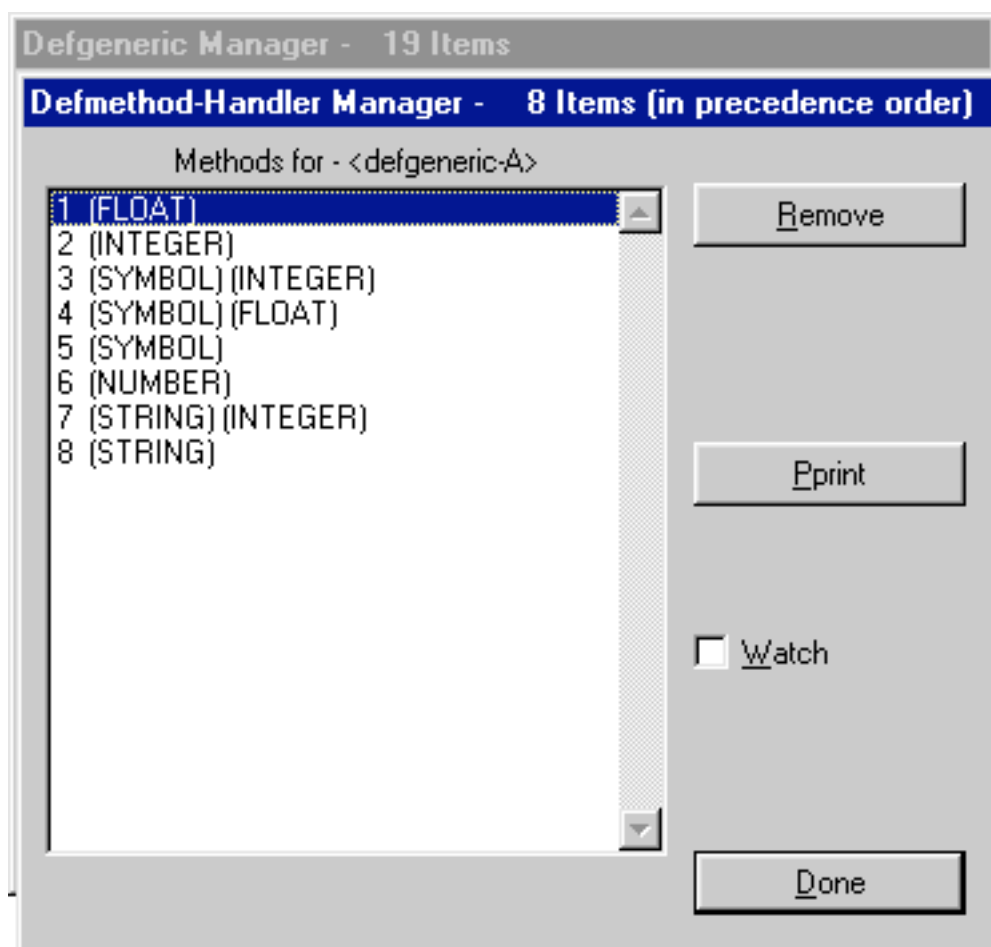 Defgeneric Manager - 19 Items
Defmethod-Handler Manager - 8 Items (in precedence order)
Methods for - <defgeneric-A>
1 (FLOAT)
2 (INTEGER)
3 (SYMBOL) (INTEGER)
4 (SYMBOL) (FLOAT)
5 (SYMBOL)
6 (NUMBER)
7 (STRING) (INTEGER)
8 (STRING)
Remove
Pprint
Watch
Done